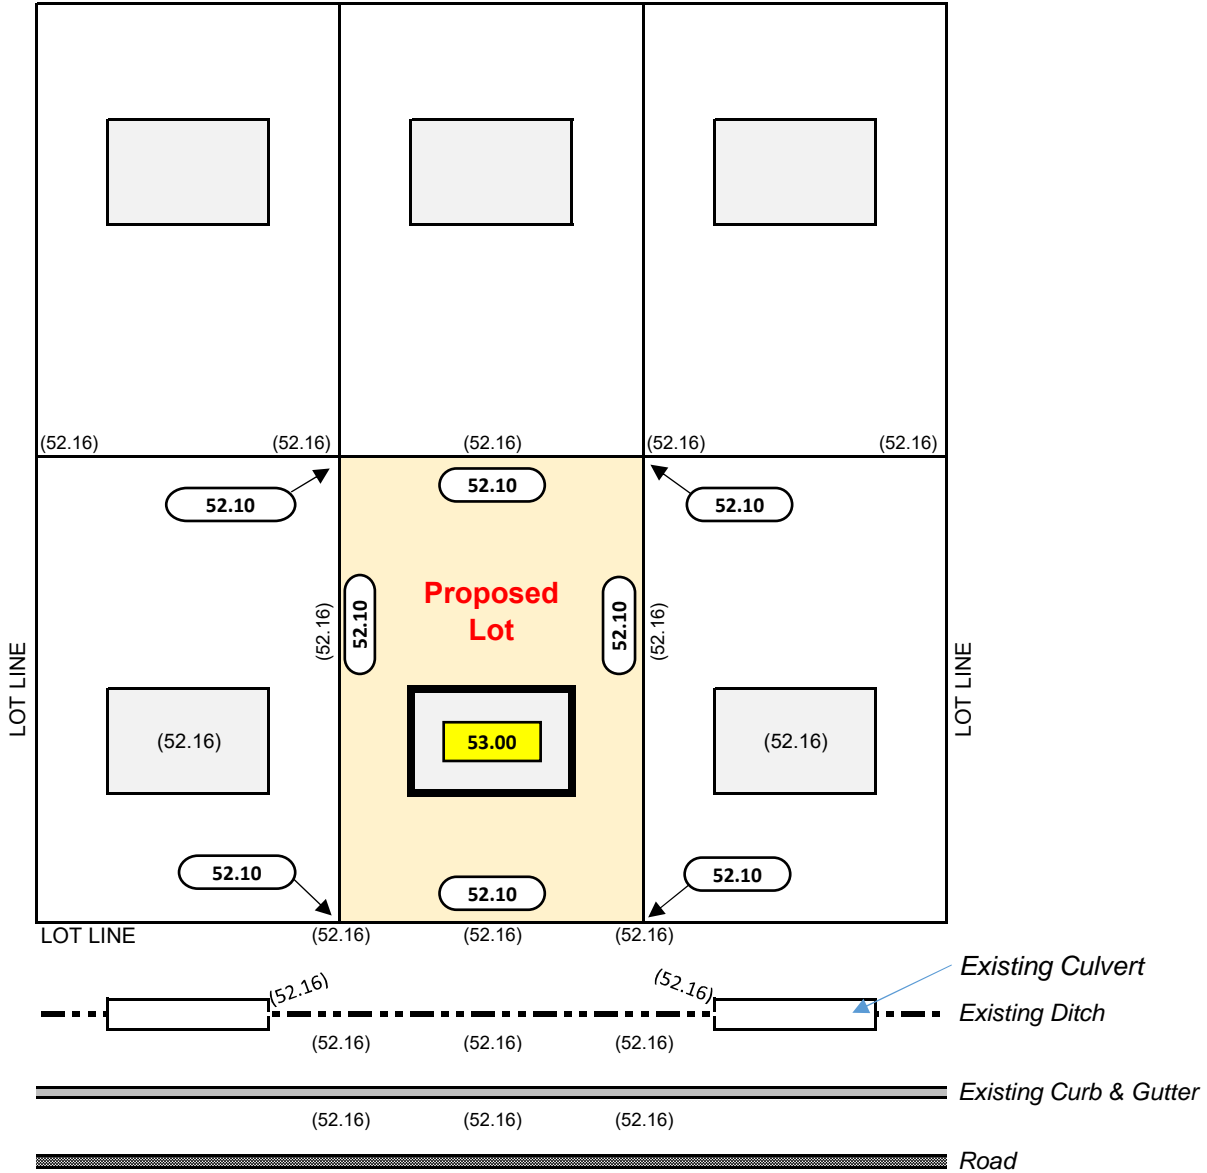 (52.16) (52.16) (52.16) (52.16) (52.16)
52.10 52.10 52.10
Proposed
Lot
(52.16) 52.10 52.10 (52.16)
LOT LINE LOT LINE
(52.16) 53.00 (52.16)
52.10 52.10 52.10
LOT LINE (52.16) (52.16) (52.16)
Existing Culvert
(52.16) (52.16)
Existing Ditch
(52.16) (52.16) (52.16)
Existing Curb & Gutter
(52.16) (52.16) (52.16)
Road